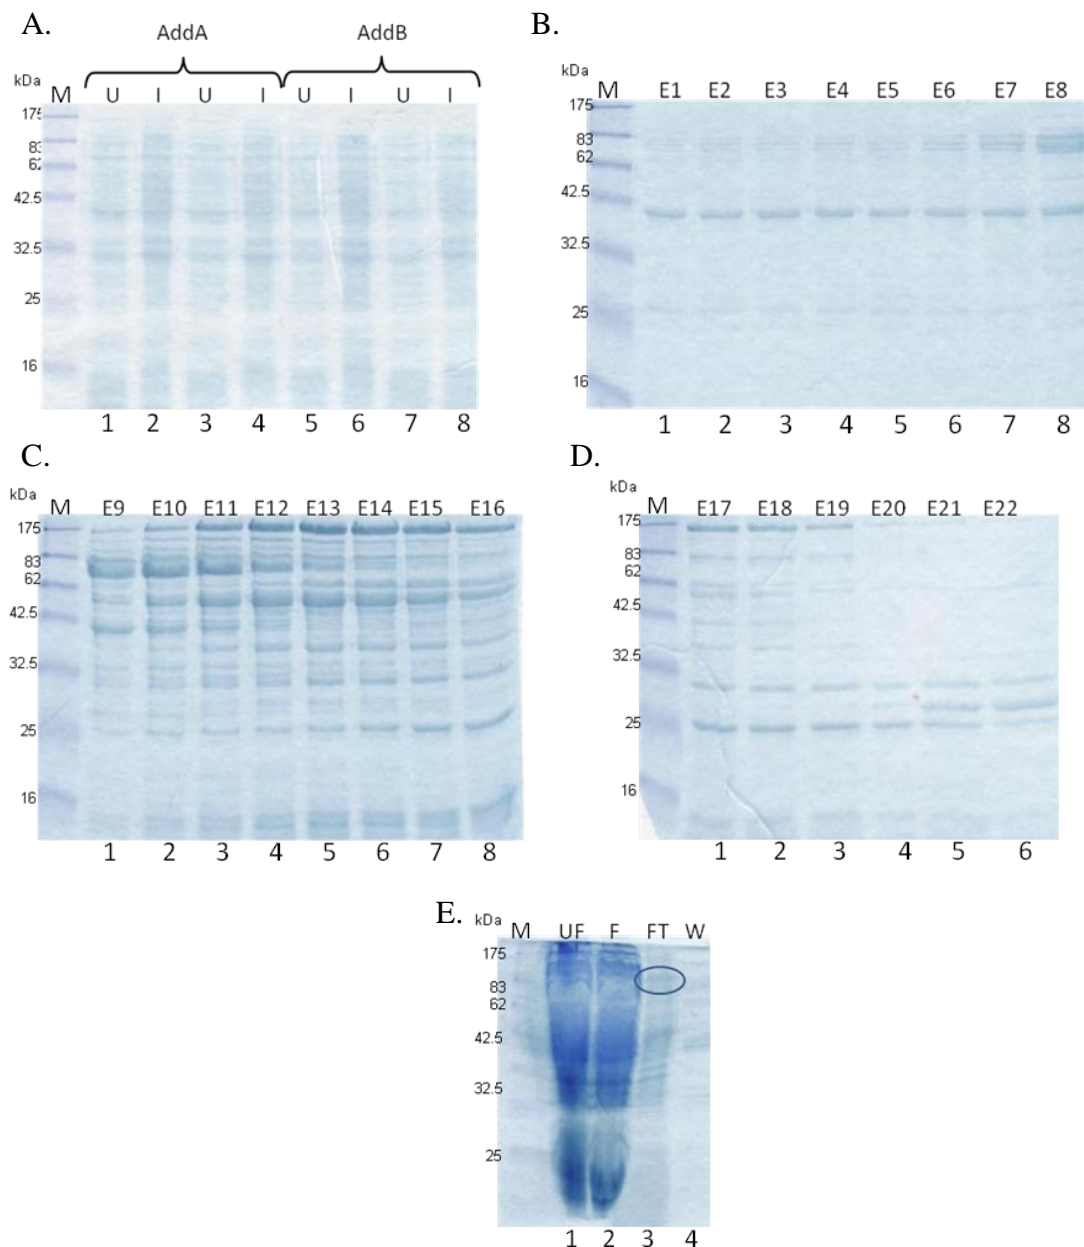 A.
AddA AddB
kDa
M U I U I U I U I
175
83
62
42.5
32.5
25
16
1 2 3 4 5 6 7 8
B.
kDa
M E1 E2 E3 E4 E5 E6 E7 E8
175
83
62
42.5
32.5
25
16
1 2 3 4 5 6 7 8
C.
kDa
M E9 E10 E11 E12 E13 E14 E15 E16
175
83
62
42.5
32.5
25
16
1 2 3 4 5 6 7 8
D.
kDa
M E17 E18 E19 E20 E21 E22
175
83
62
42.5
32.5
25
16
1 2 3 4 5 6
E.
kDa
M UF F FT W
175
83
62
42.5
32.5
25
1 2 3 4